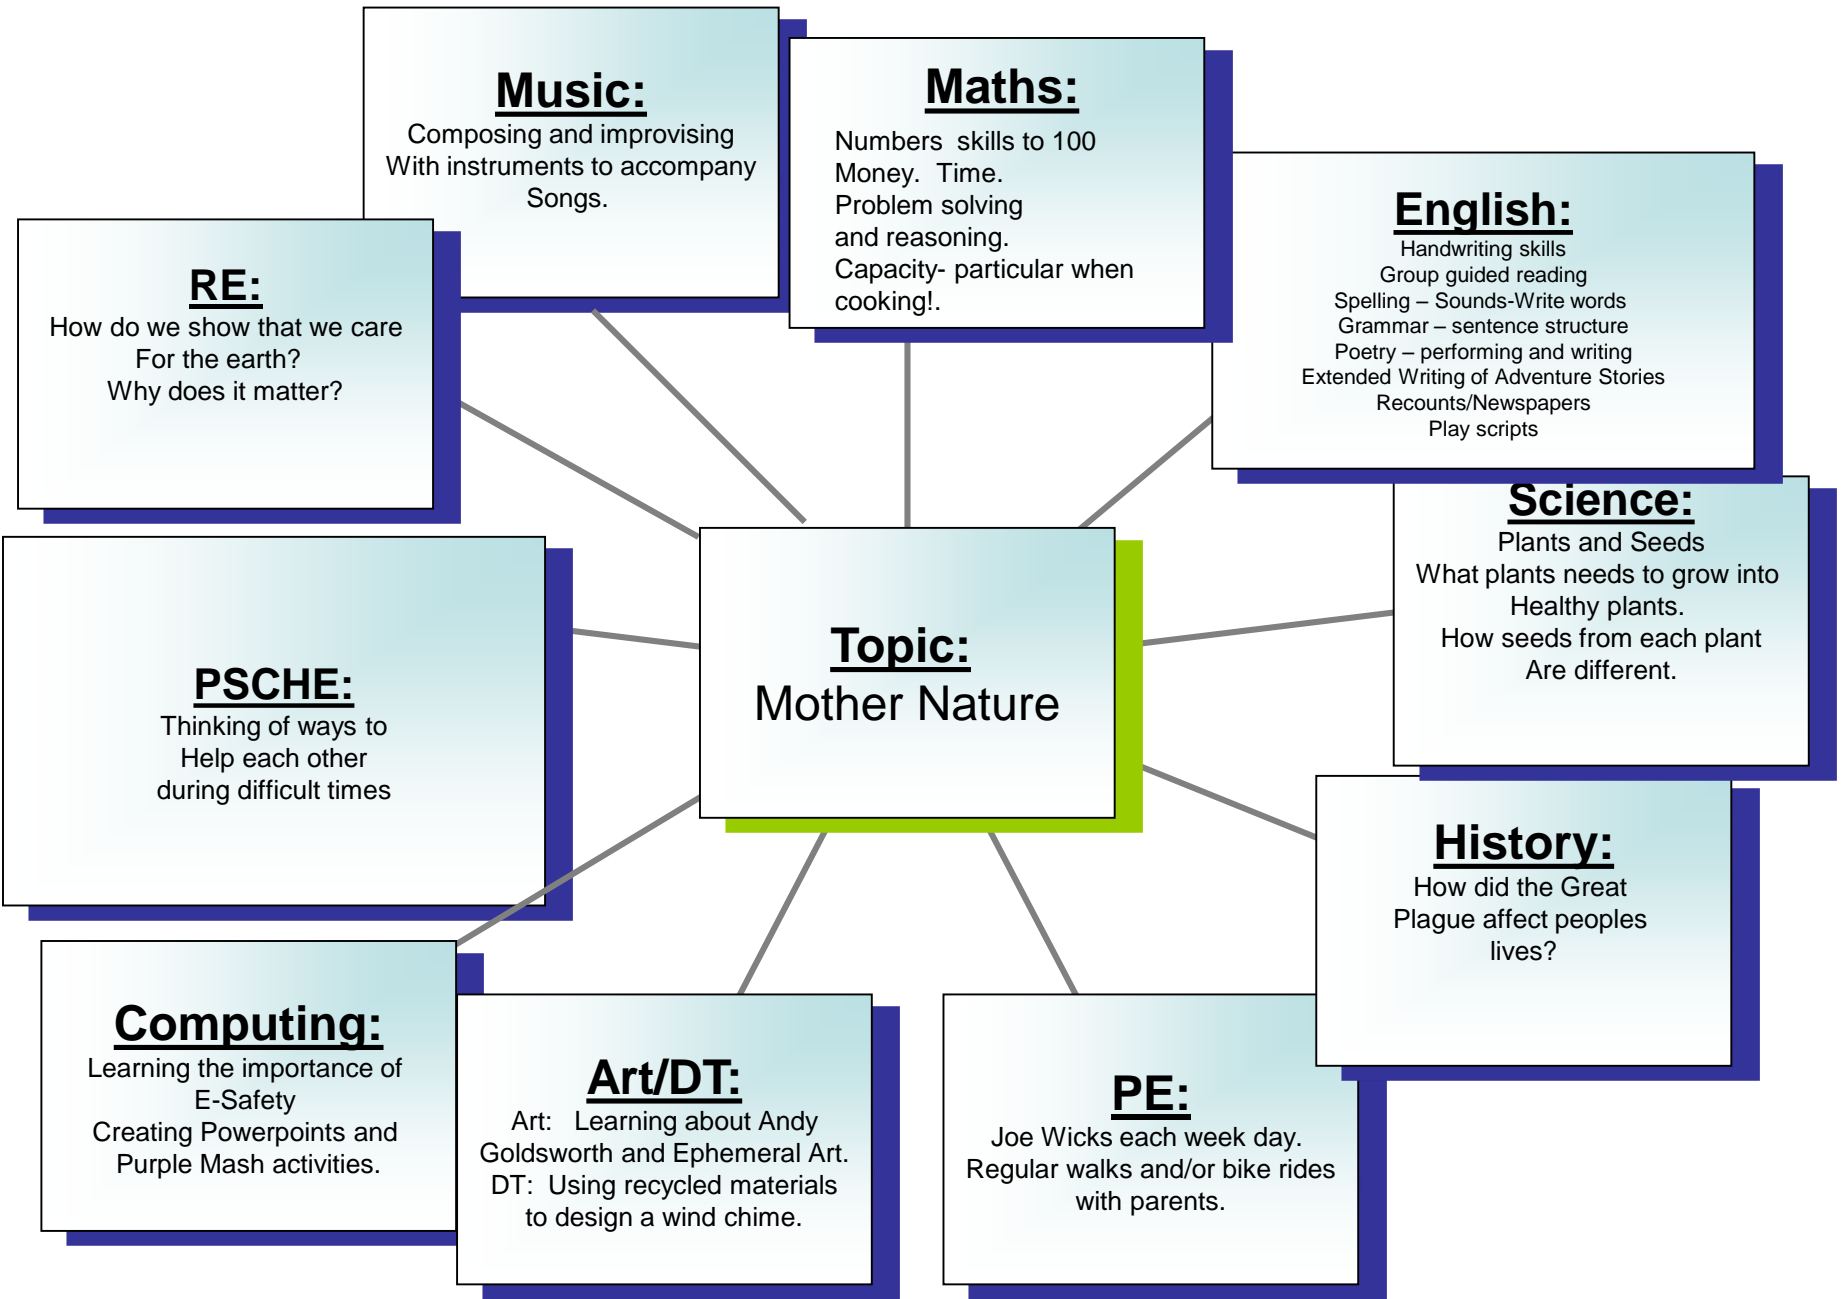 Music:
Composing and improvising
With instruments to accompany
Songs.
Maths:
Numbers skills to 100
Money. Time.
Problem solving
and reasoning.
Capacity- particular when
cooking!.
English:
Handwriting skills
Group guided reading
Spelling – Sounds-Write words
Grammar – sentence structure
Poetry – performing and writing
Extended Writing of Adventure Stories
Recounts/Newspapers
Play scripts
RE:
How do we show that we care
For the earth?
Why does it matter?
Science:
Plants and Seeds
What plants needs to grow into
Healthy plants.
How seeds from each plant
Are different.
Topic:
Mother Nature
PSCHE:
Thinking of ways to
Help each other
during difficult times
History:
How did the Great
Plague affect peoples
lives?
Computing:
Learning the importance of
E-Safety
Creating Powerpoints and
Purple Mash activities.
Art/DT:
Art: Learning about Andy
Goldsworth and Ephemeral Art.
DT: Using recycled materials
to design a wind chime.
PE:
Joe Wicks each week day.
Regular walks and/or bike rides
with parents.